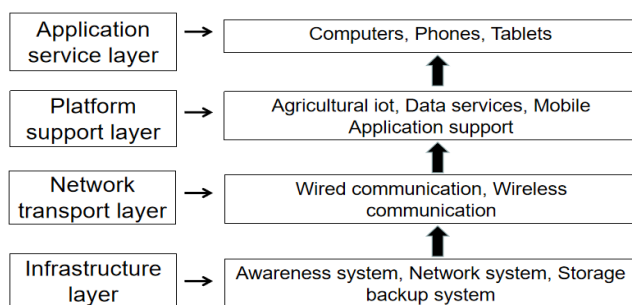 Application
service layer
Computers, Phones, Tablets
Platform
support layer
Agricultural iot, Data services, Mobile
Application support
Network
transport layer
Wired communication, Wireless
communication
Infrastructure
layer
Awareness system, Network system, Storage
backup system